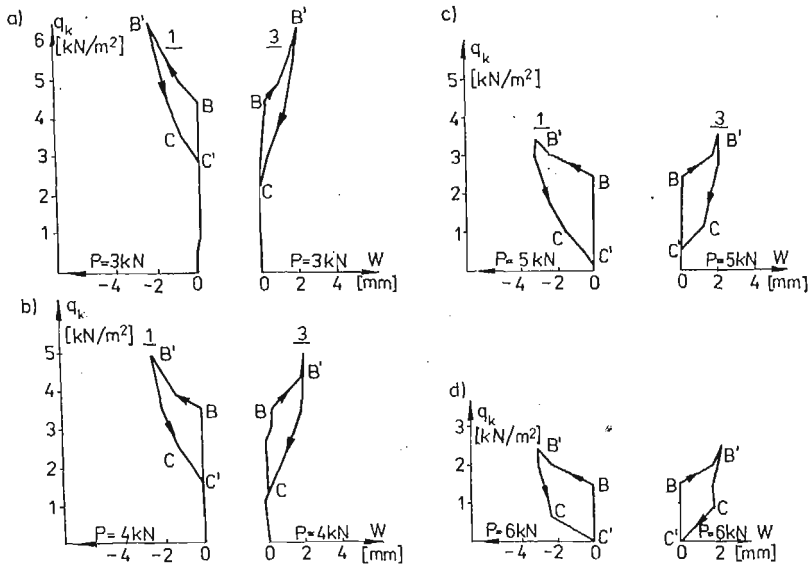 a)
q_k
[kN/m²]
6
5
4
3
2
1
B'
1
B
C
C'
P=3kN
-4 -2 0
3
B'
B
C
P=3kN W
0 2 4 [mm]
b)
q_k
[kN/m²]
5
4
3
2
1
1
B'
B
C
C'
P=4kN
-4 -2 0
3
B'
B
C
P=4kN W
0 2 4 [mm]
c)
q_k
[kN/m²]
5
4
3
2
1
1
B'
B
C
C'
P=5kN
-4 -2 0
3
B'
B
C
C'
P=5kN W
0 2 4 [mm]
d)
q_k
[kN/m²]
3
2
1
B'
B
C
C'
P=6kN
-4 -2 0
B'
B
C
C'
P=6kN W
0 2 4 [mm]